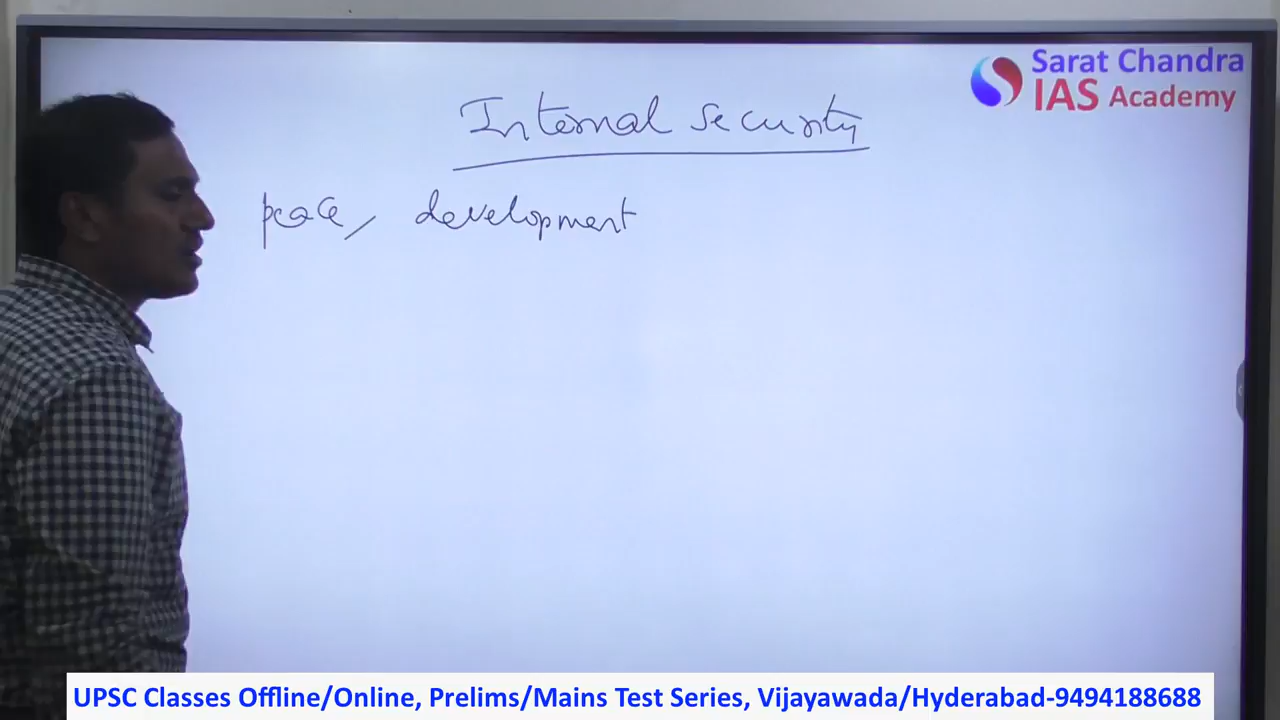 Sarat Chandra
IAS Academy
Internal Security
peace, development
UPSC Classes Offline/Online, Prelims/Mains Test Series, Vijayawada/Hyderabad-9494188688